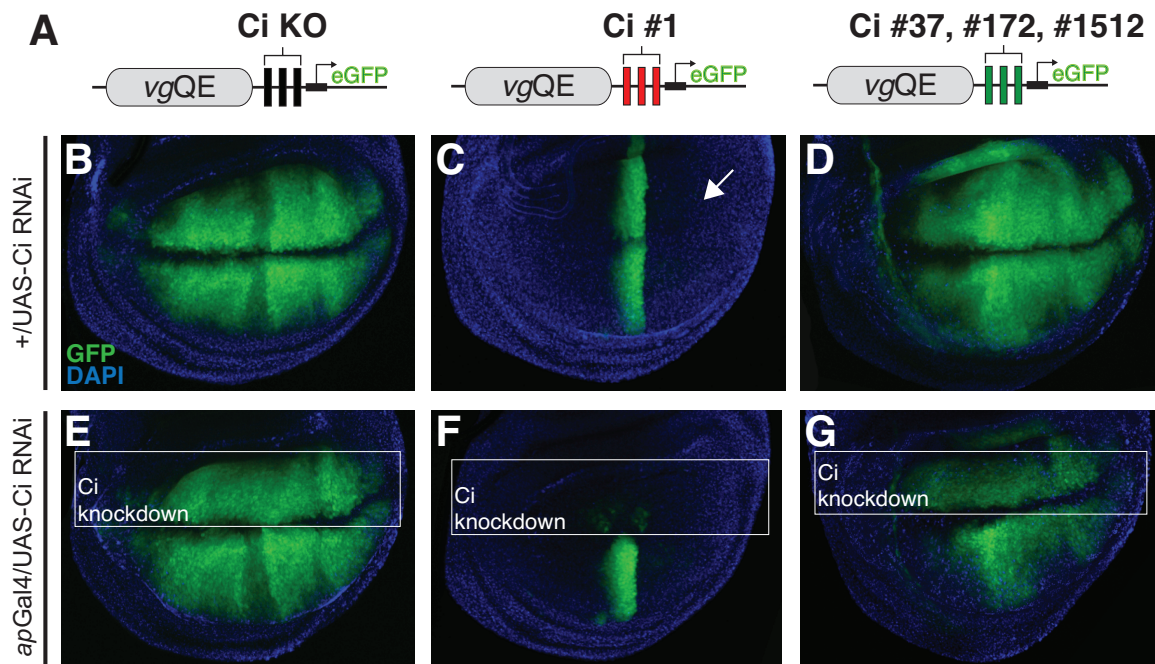 A
Ci KO
Ci #1
Ci #37, #172, #1512
vgQE
eGFP
vgQE
eGFP
vgQE
eGFP
+/UAS-Ci RNAi
B
GFP
DAPI
C
D
apGal4/UAS-Ci RNAi
E
Ci
knockdown
F
Ci
knockdown
G
Ci
knockdown